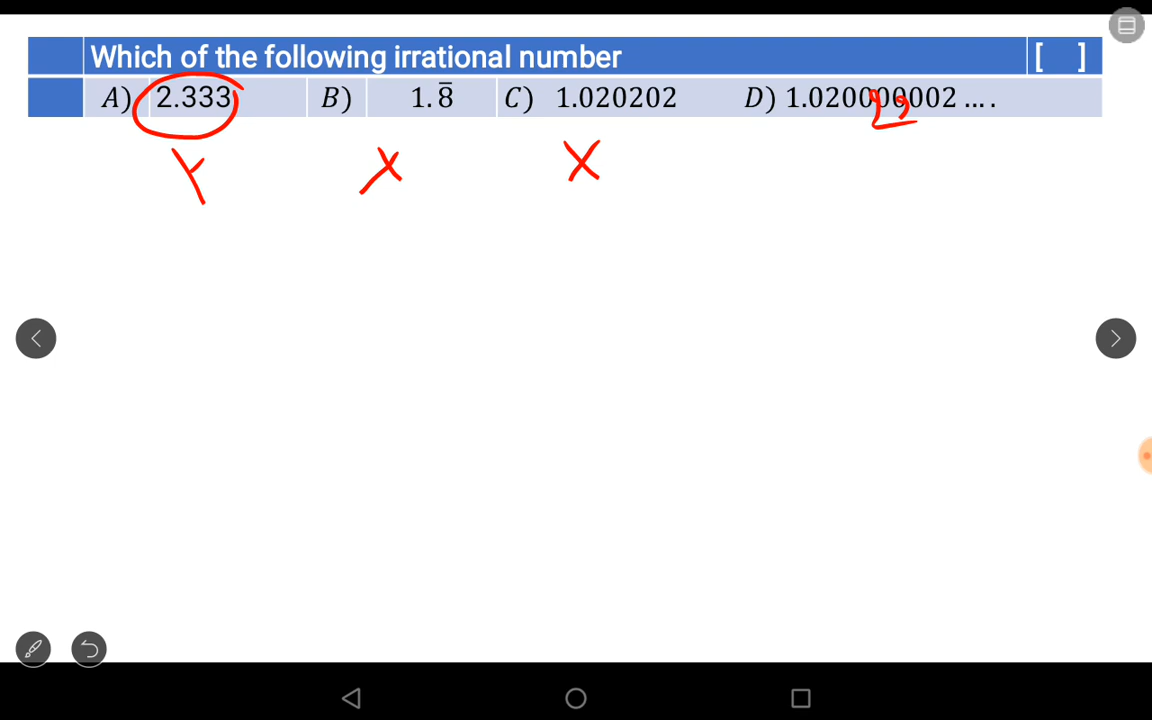 Which of the following irrational number [ ]
A) 2.333 B) 1.8̅ C) 1.020202 D) 1.020000002 ... .